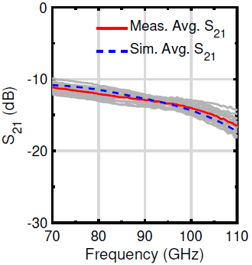 0
Meas. Avg. S21
Sim. Avg. S21
-10
S21 (dB)
-20
-30
70 80 90 100 110
Frequency (GHz)